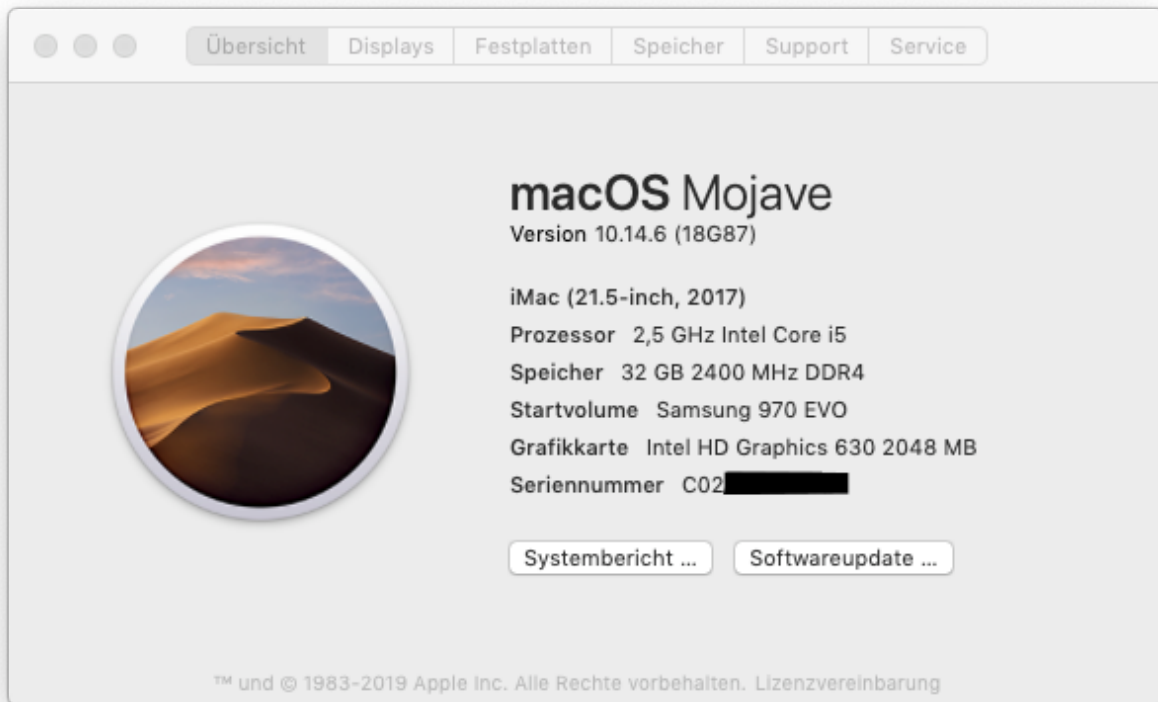 Übersicht Displays Festplatten Speicher Support Service
macOS Mojave
Version 10.14.6 (18G87)
iMac (21.5-inch, 2017)
Prozessor 2,5 GHz Intel Core i5
Speicher 32 GB 2400 MHz DDR4
Startvolume Samsung 970 EVO
Grafikkarte Intel HD Graphics 630 2048 MB
Seriennummer C02
Systembericht ... Softwareupdate ...
™ und © 1983-2019 Apple Inc. Alle Rechte vorbehalten. Lizenzvereinbarung